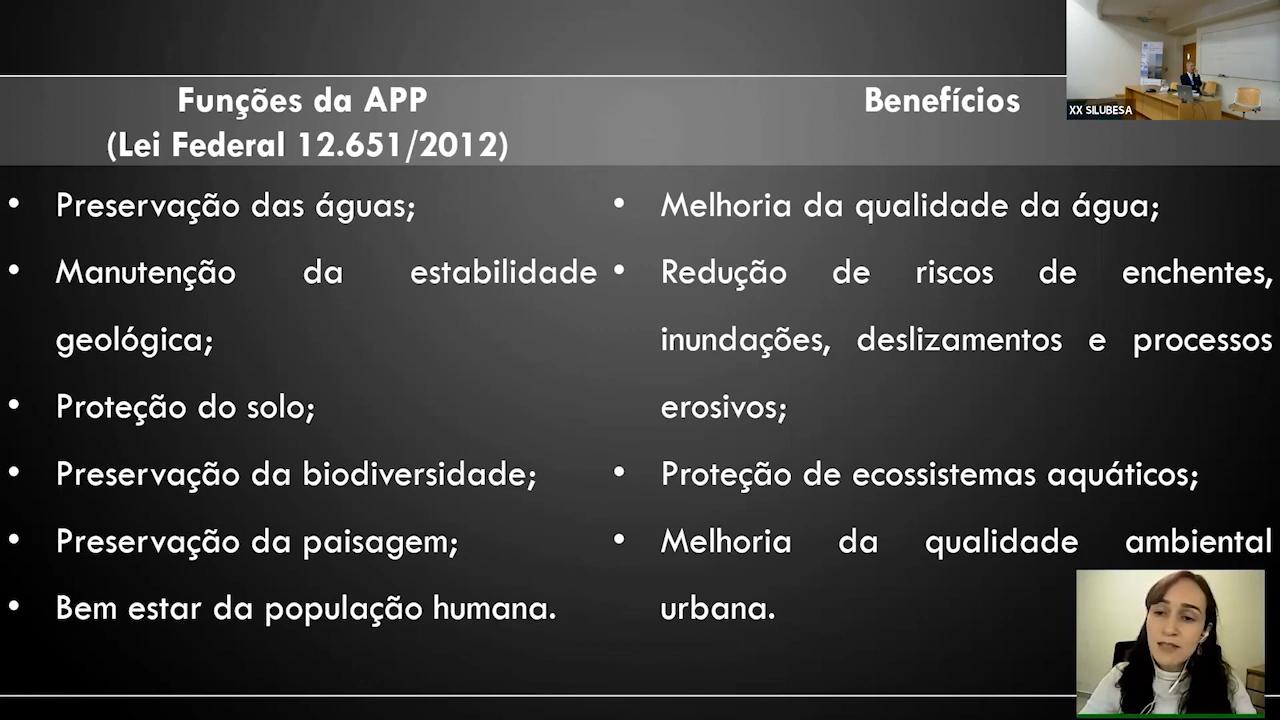 Funções da APP
(Lei Federal 12.651/2012)
• Preservação das águas;
• Manutenção da estabilidade
geológica;
• Proteção do solo;
• Preservação da biodiversidade;
• Preservação da paisagem;
• Bem estar da população humana.
Benefícios
• Melhoria da qualidade da água;
• Redução de riscos de enchentes,
inundações, deslizamentos e processos
erosivos;
• Proteção de ecossistemas aquáticos;
• Melhoria da qualidade ambiental
urbana.
XX SILUBESA